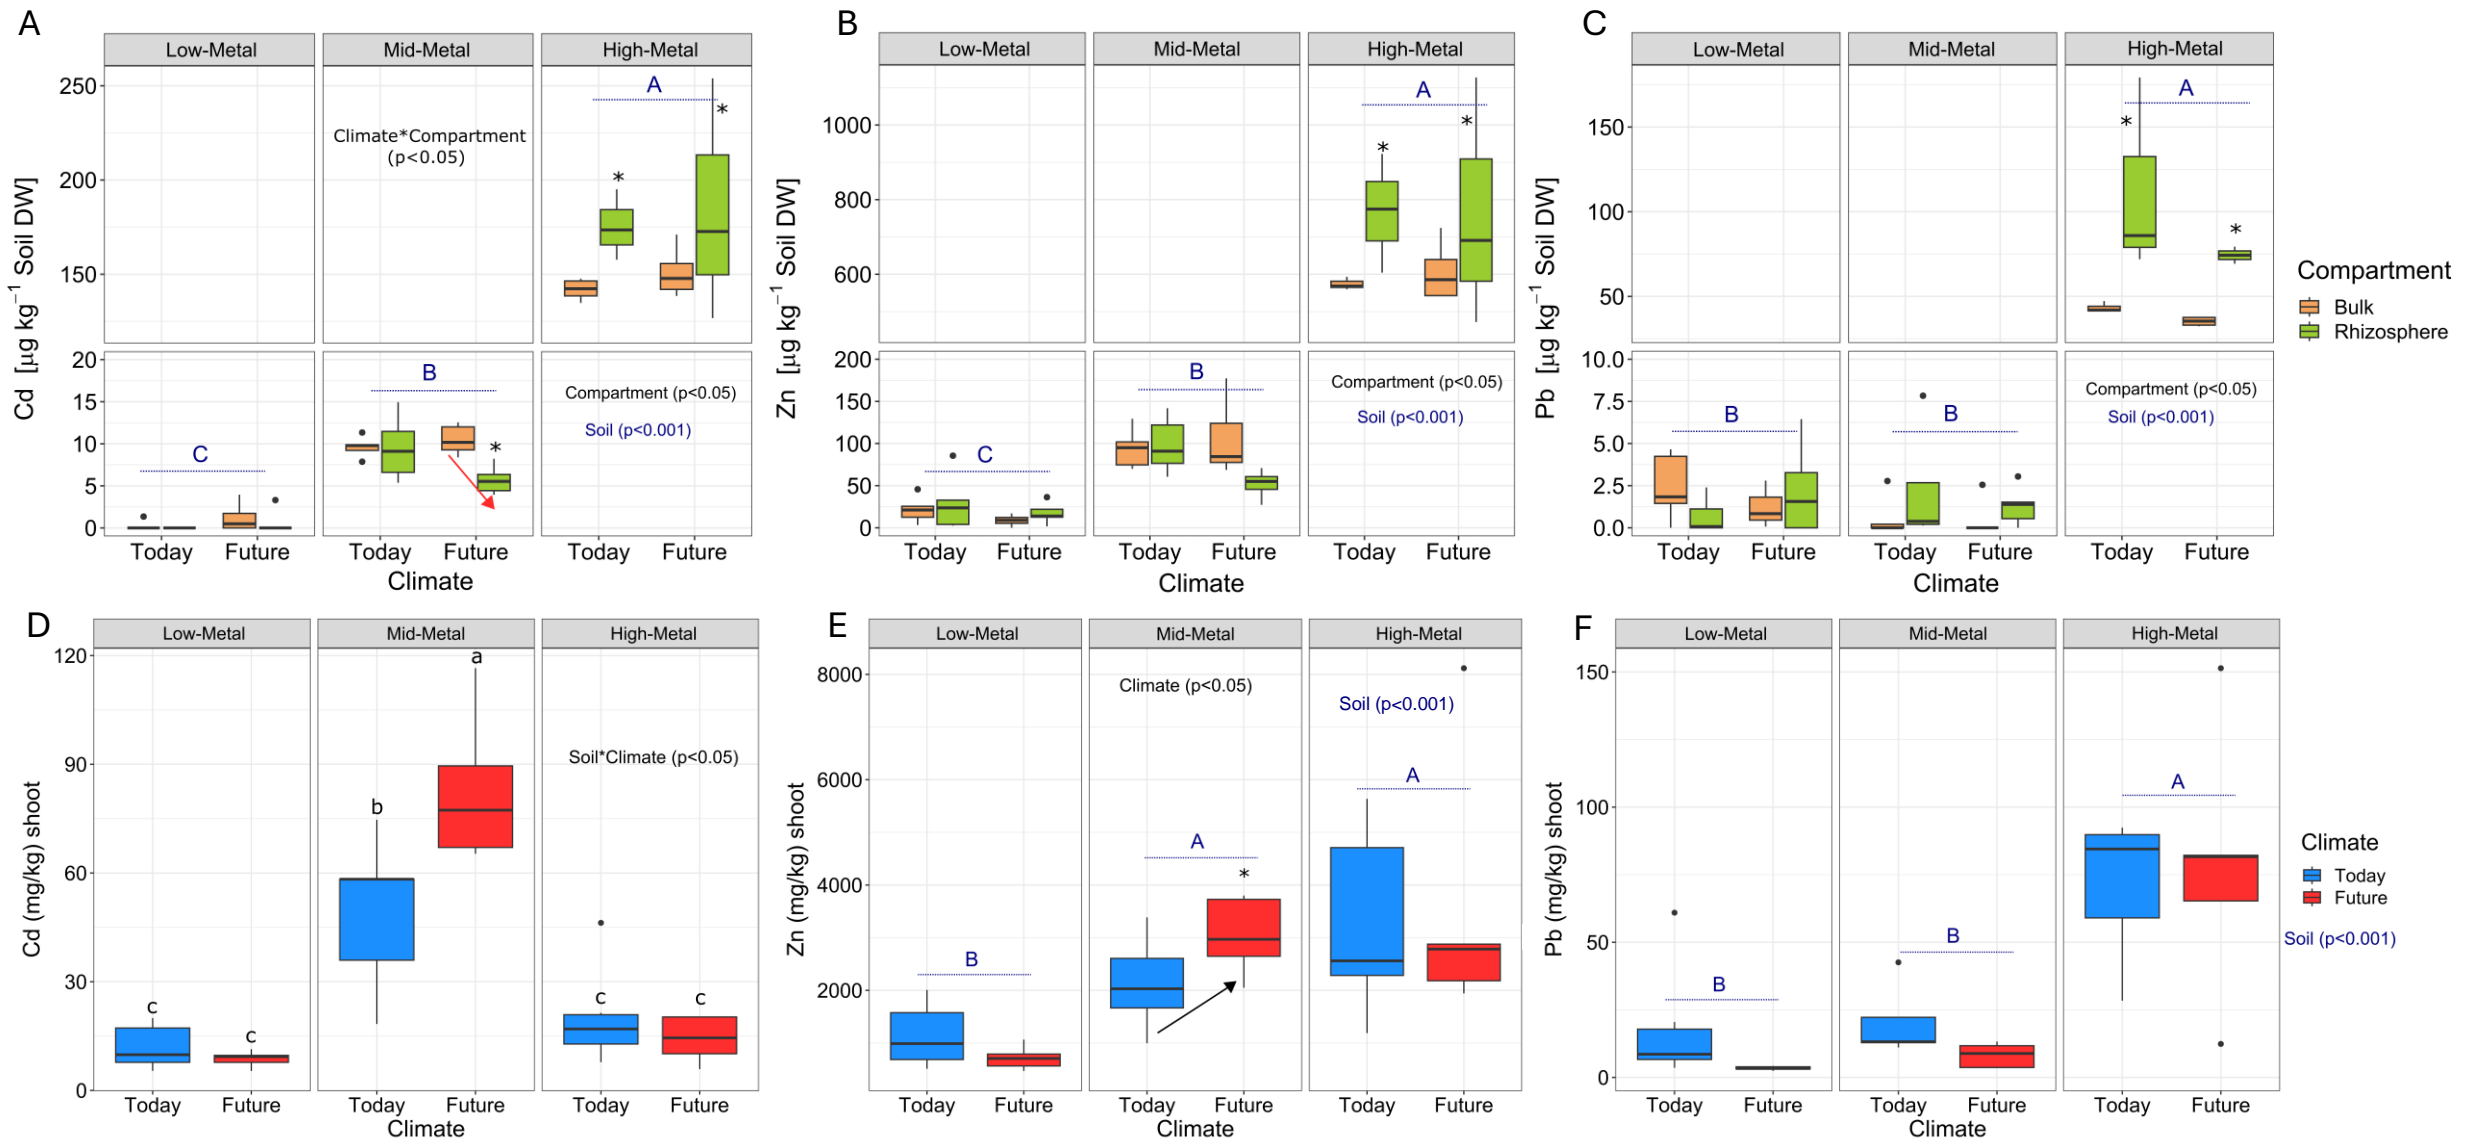 A
B
C
Low-Metal
Mid-Metal
High-Metal
Low-Metal
Mid-Metal
High-Metal
Low-Metal
Mid-Metal
High-Metal
Cd [µg kg−1 Soil DW]
250
200
150
Climate*Compartment
(p<0.05)
A
*
*
20
15
10
5
0
C
B
*
Compartment (p<0.05)
Soil (p<0.001)
Today
Future
Today
Future
Today
Future
Climate
Zn [µg kg−1 Soil DW]
1000
800
600
A
*
*
200
150
100
50
0
C
B
Compartment (p<0.05)
Soil (p<0.001)
Today
Future
Today
Future
Today
Future
Climate
Pb [µg kg−1 Soil DW]
150
100
50
A
*
*
10.0
7.5
5.0
2.5
0.0
B
B
Compartment (p<0.05)
Soil (p<0.001)
Today
Future
Today
Future
Today
Future
Climate
Compartment
Bulk
Rhizosphere
D
E
F
Low-Metal
Mid-Metal
High-Metal
Low-Metal
Mid-Metal
High-Metal
Low-Metal
Mid-Metal
High-Metal
Cd (mg/kg) shoot
120
90
60
30
0
c
c
b
a
Soil*Climate (p<0.05)
c
c
Today
Future
Today
Future
Today
Future
Climate
Zn (mg/kg) shoot
8000
6000
4000
2000
B
Climate (p<0.05)
A
*
Soil (p<0.001)
A
Today
Future
Today
Future
Today
Future
Climate
Pb (mg/kg) shoot
150
100
50
0
B
B
A
Today
Future
Today
Future
Today
Future
Climate
Climate
Today
Future
Soil (p<0.001)